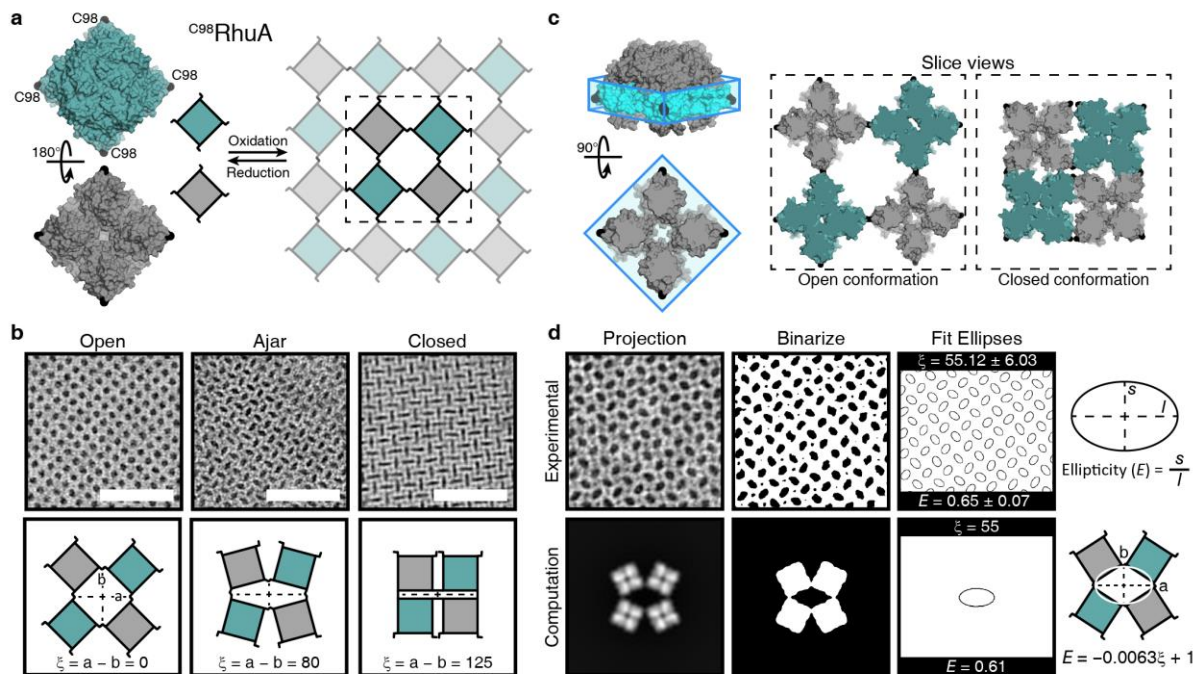 a
C98
C98
C98
C98
C98RhuA
180°
Oxidation
Reduction
c
90°
Slice views
Open conformation
Closed conformation
b
Open
Ajar
Closed
b
a
ξ = a – b = 0
ξ = a – b = 80
ξ = a – b = 125
d
Projection
Binarize
Fit Ellipses
Experimental
ξ = 55.12 ± 6.03
E = 0.65 ± 0.07
s
l
Ellipticity (E) = s/l
Computation
ξ = 55
E = 0.61
b
a
E = –0.0063ξ + 1